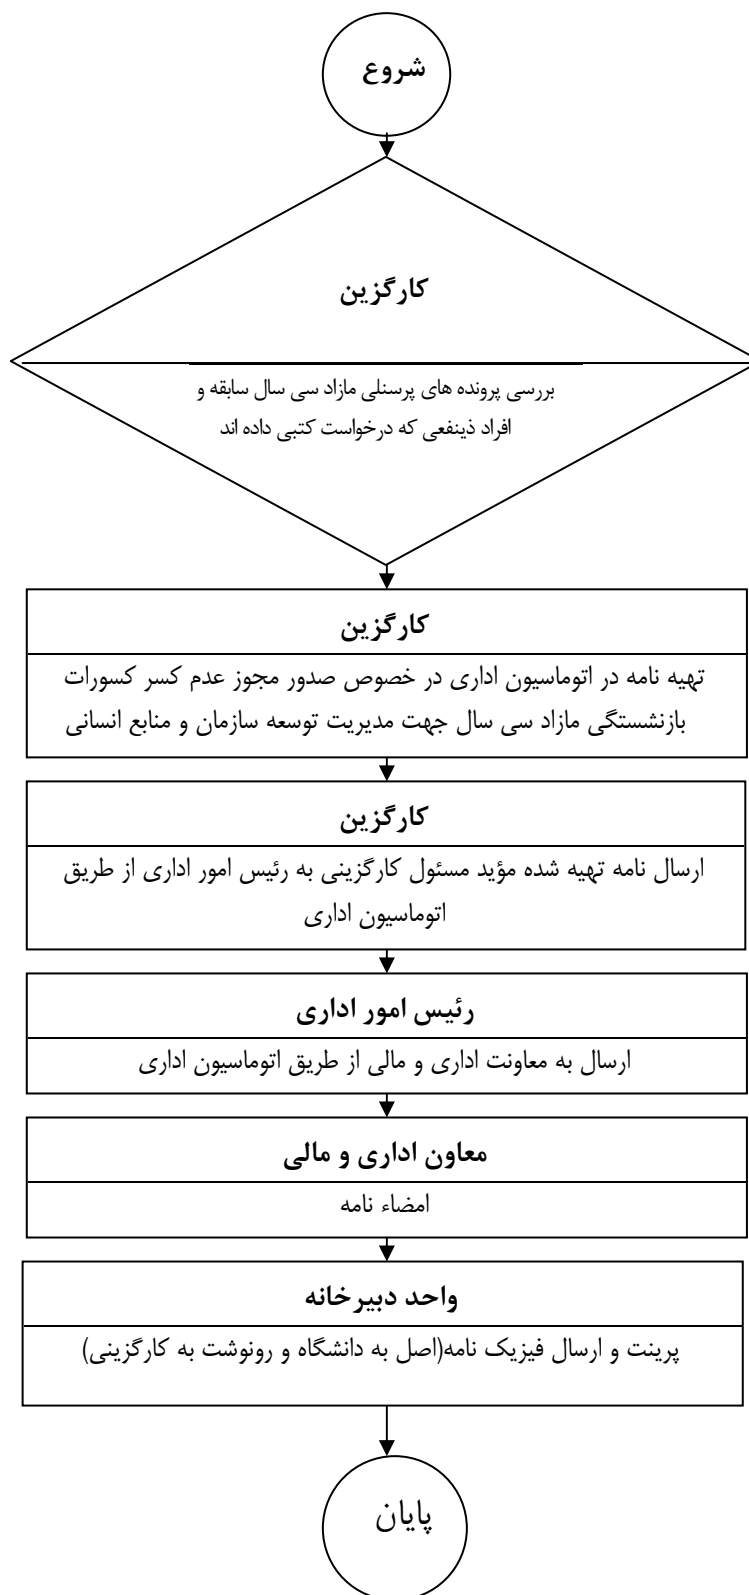 شروع
کارگزین
بررسی پرونده های پرسنلی مازاد سی سال سابقه و
افراد ذینفعی که درخواست کتبی داده اند
کارگزین
تهیه نامه در اتوماسیون اداری در خصوص صدور مجوز عدم کسر کسورات
بازنشستگی مازاد سی سال جهت مدیریت توسعه سازمان و منابع انسانی
کارگزین
ارسال نامه تهیه شده مؤید مسئول کارگزینی به رئیس امور اداری از طریق
اتوماسیون اداری
رئیس امور اداری
ارسال به معاونت اداری و مالی از طریق اتوماسیون اداری
معاون اداری و مالی
امضاء نامه
واحد دبیرخانه
پرینت و ارسال فیزیک نامه(اصل به دانشگاه و رونوشت به کارگزینی)
پایان